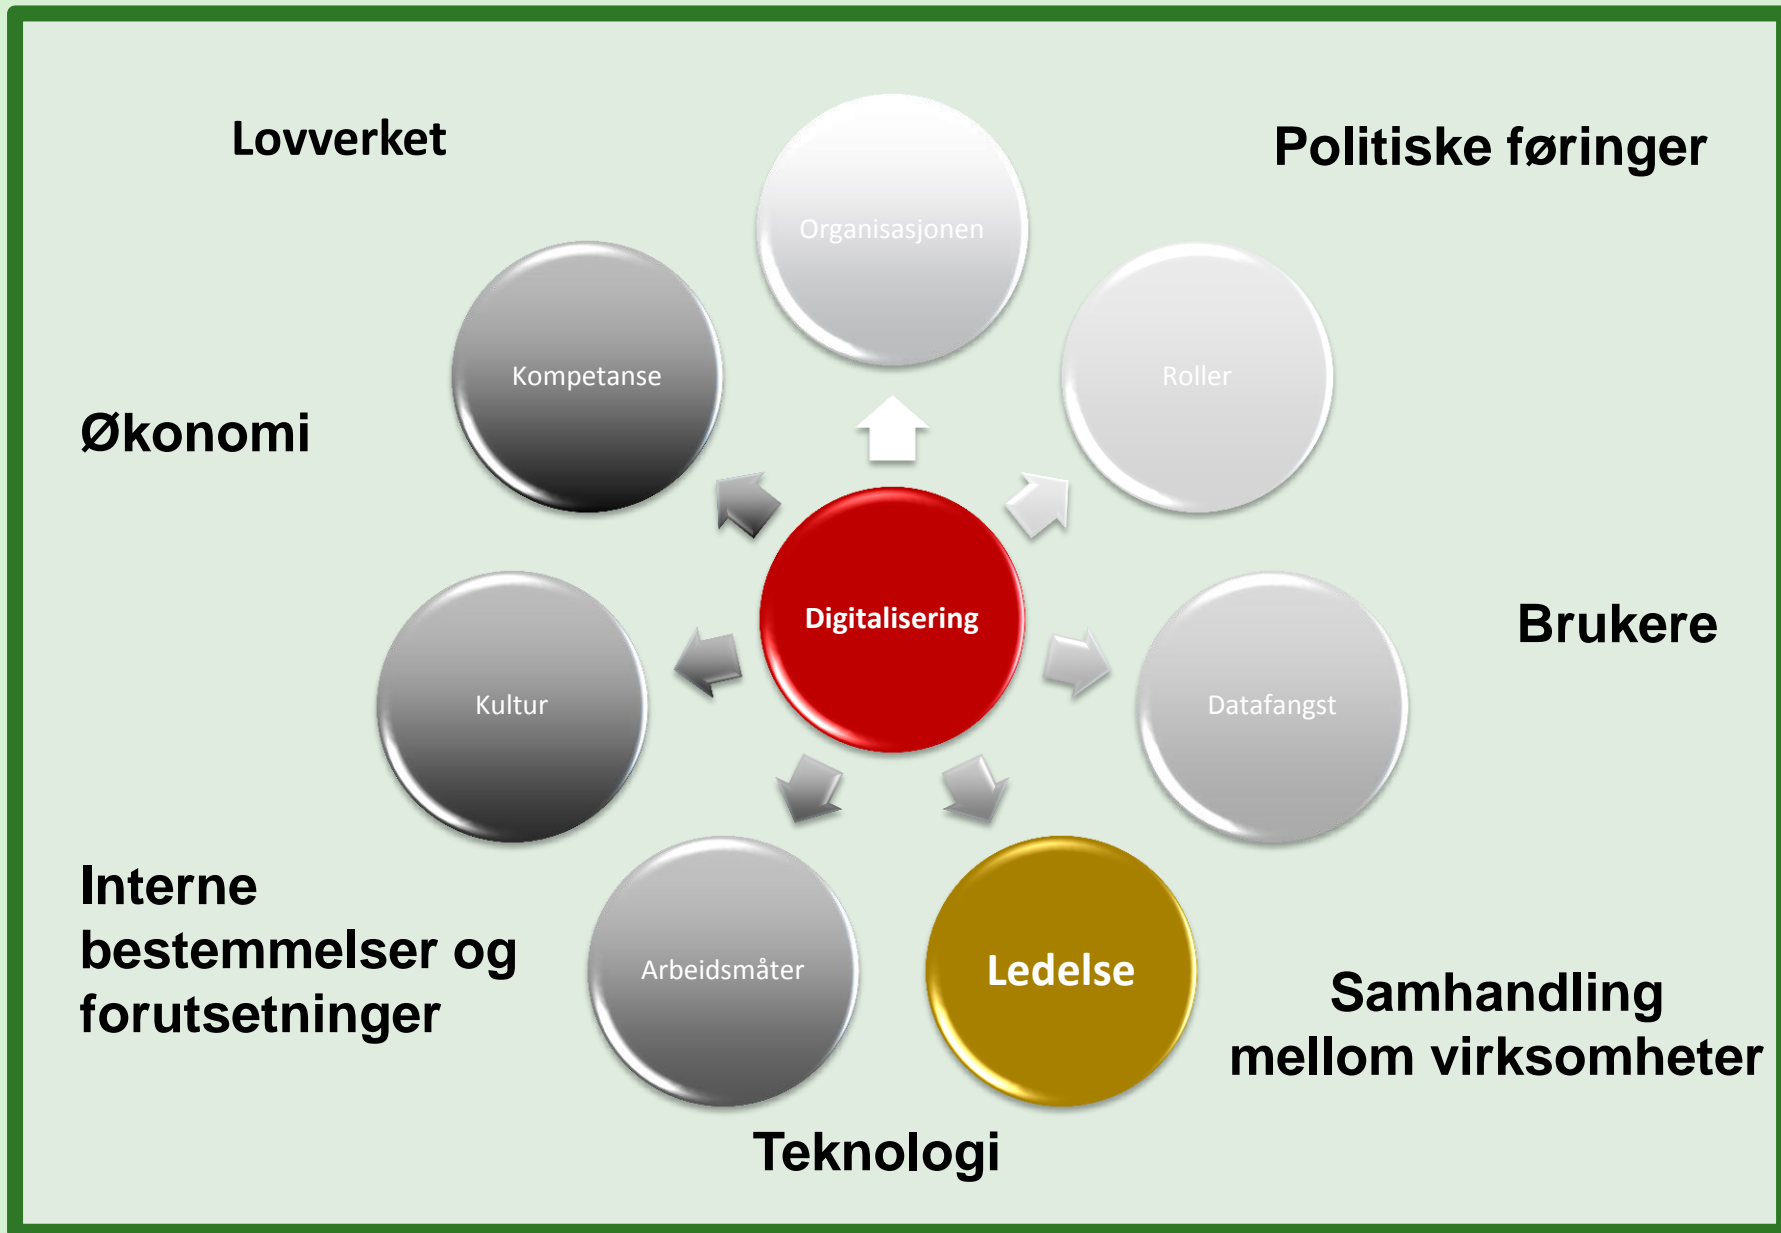 Lovverket
Politiske føringer
Organisasjonen
Kompetanse
Roller
Økonomi
Digitalisering
Brukere
Kultur
Datafangst
Interne
bestemmelser og
forutsetninger
Arbeidsmåter
Ledelse
Samhandling
mellom virksomheter
Teknologi